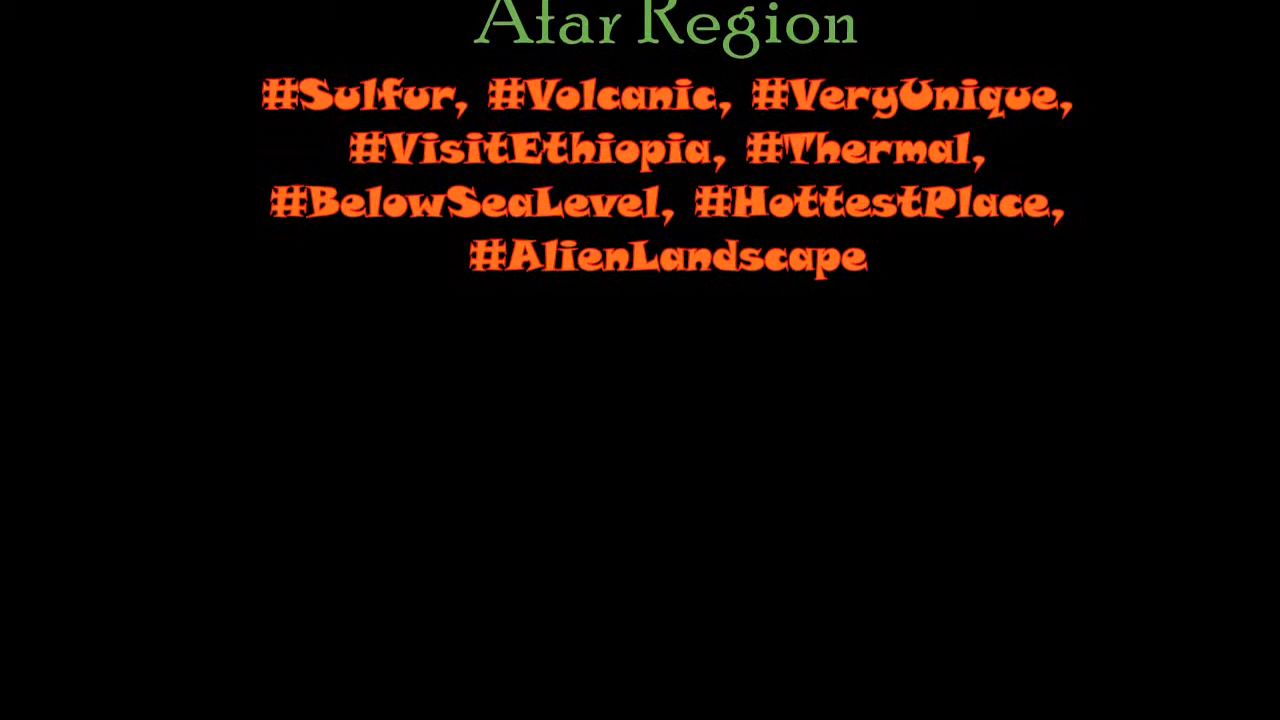 Afar Region
#Sulfur, #Volcanic, #VeryUnique,
#VisitEthiopia, #Thermal,
#BelowSeaLevel, #HottestPlace,
#AlienLandscape